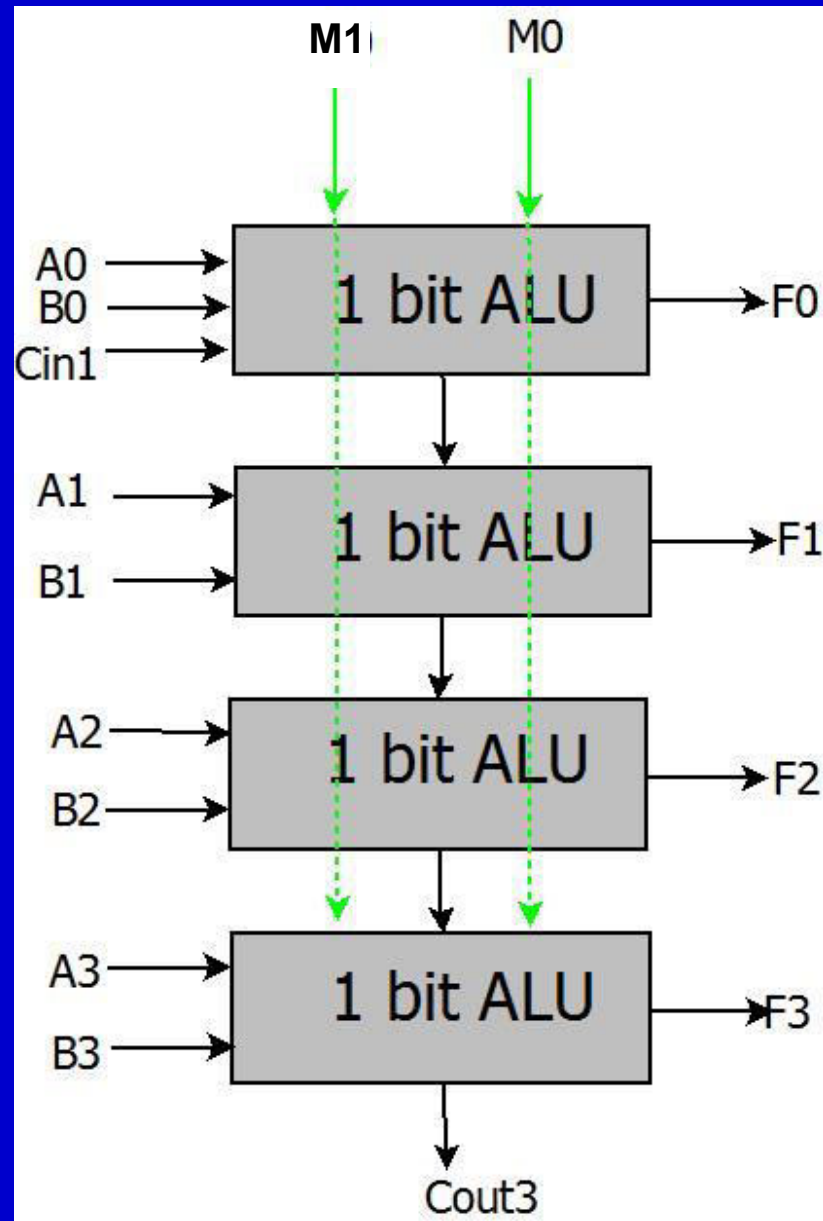 M1 M0
A0
B0
Cin1
1 bit ALU
F0
A1
B1
1 bit ALU
F1
A2
B2
1 bit ALU
F2
A3
B3
1 bit ALU
F3
Cout3